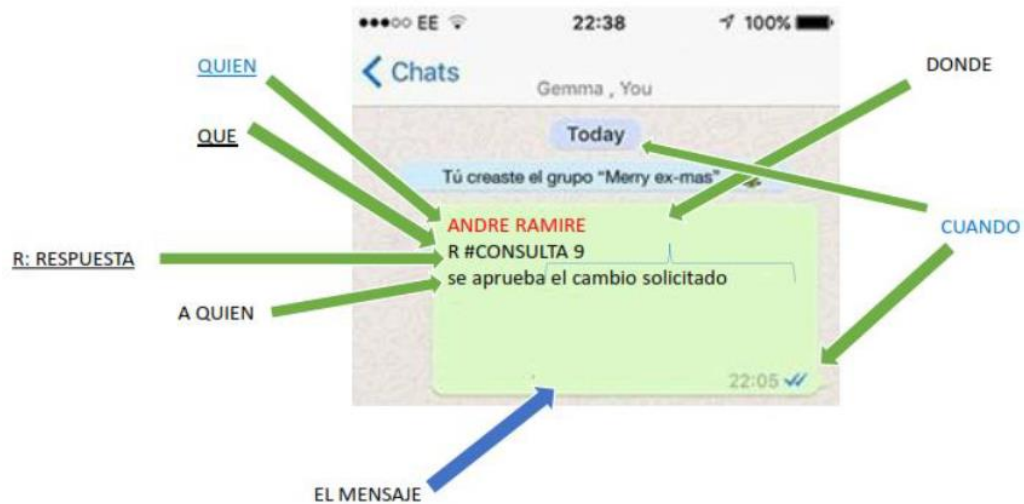 EE 22:38 100%
Chats
Gemma , You
Today
Tú creaste el grupo "Merry ex-mas"
ANDRE RAMIRE
R #CONSULTA 9
se aprueba el cambio solicitado
22:05
QUIEN
QUE
R: RESPUESTA
A QUIEN
EL MENSAJE
DONDE
CUANDO